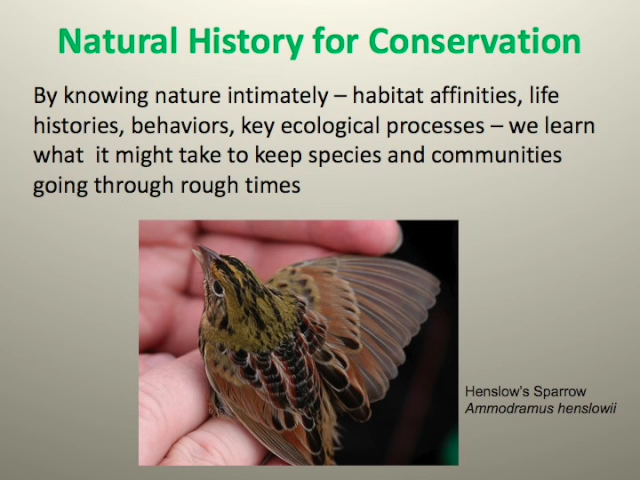 Natural History for Conservation
By knowing nature intimately – habitat affinities, life
histories, behaviors, key ecological processes – we learn
what  it might take to keep species and communities
going through rough times
Henslow's Sparrow
Ammodramus henslowii